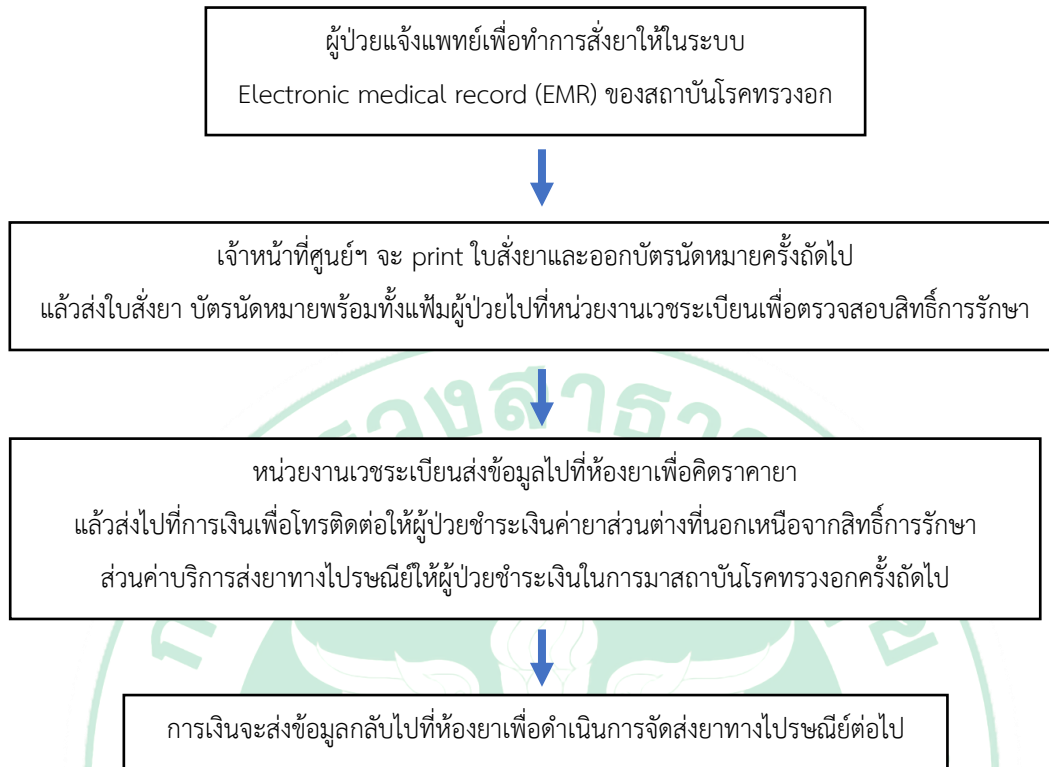 ผู้ป่วยแจ้งแพทย์เพื่อทำการสั่งยาให้ในระบบ
Electronic medical record (EMR) ของสถาบันโรคทรวงอก
เจ้าหน้าที่ศูนย์ฯ จะ print ใบสั่งยาและออกบัตรนัดหมายครั้งถัดไป
แล้วส่งใบสั่งยา บัตรนัดหมายพร้อมทั้งแฟ้มผู้ป่วยไปที่หน่วยงานเวชระเบียนเพื่อตรวจสอบสิทธิ์การรักษา
หน่วยงานเวชระเบียนส่งข้อมูลไปที่ห้องยาเพื่อคิดราคายา
แล้วส่งไปที่การเงินเพื่อโทรติดต่อให้ผู้ป่วยชำระเงินค่ายาส่วนต่างที่นอกเหนือจากสิทธิ์การรักษา
ส่วนค่าบริการส่งยาทางไปรษณีย์ให้ผู้ป่วยชำระเงินในการมาสถาบันโรคทรวงอกครั้งถัดไป
การเงินจะส่งข้อมูลกลับไปที่ห้องยาเพื่อดำเนินการจัดส่งยาทางไปรษณีย์ต่อไป